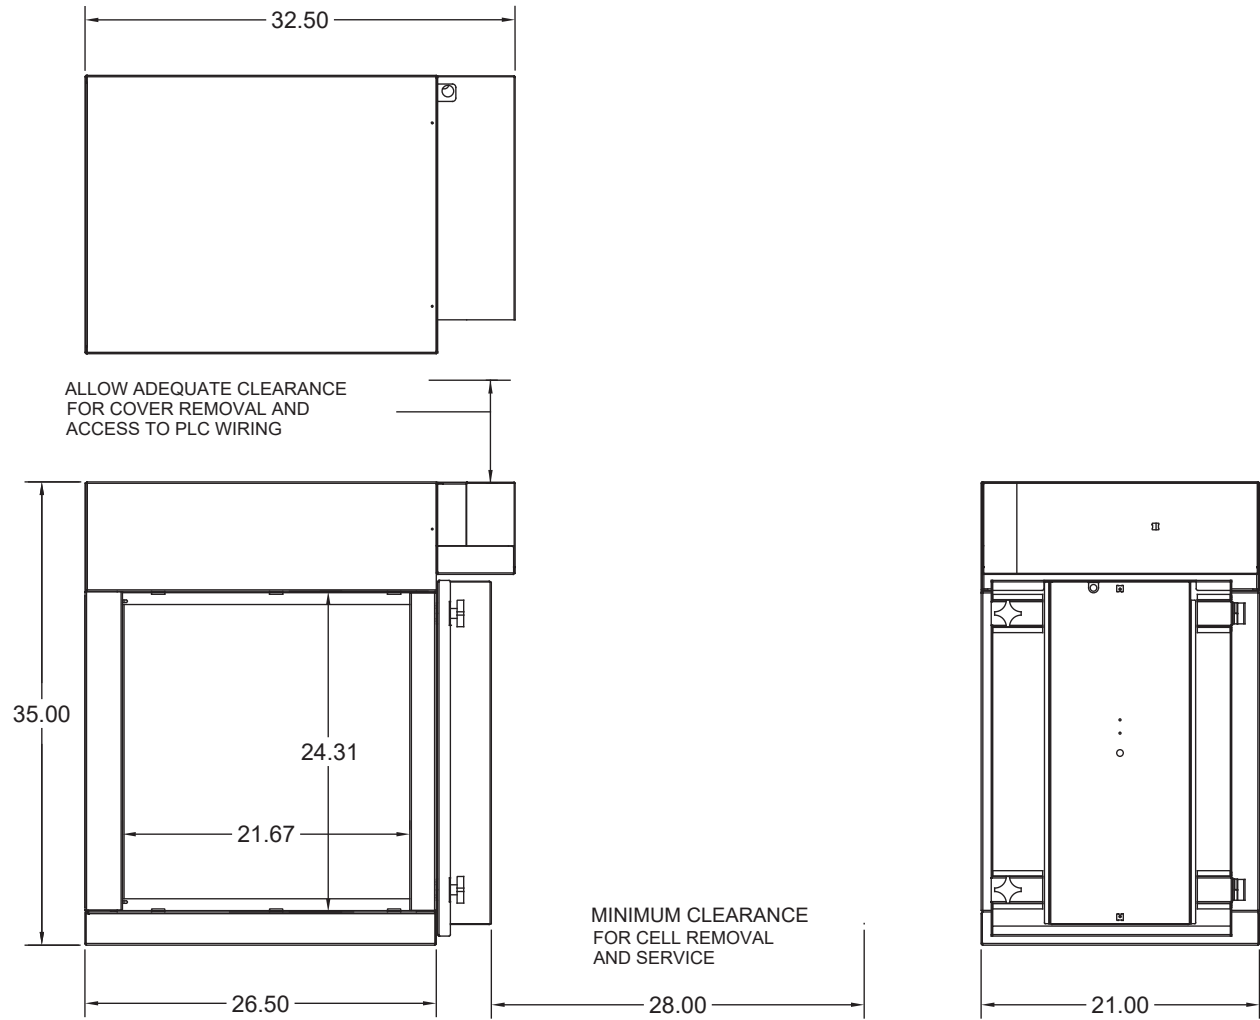 32.50
ALLOW ADEQUATE CLEARANCE
FOR COVER REMOVAL AND
ACCESS TO PLC WIRING
35.00
24.31
21.67
MINIMUM CLEARANCE
FOR CELL REMOVAL
AND SERVICE
26.50
28.00
21.00